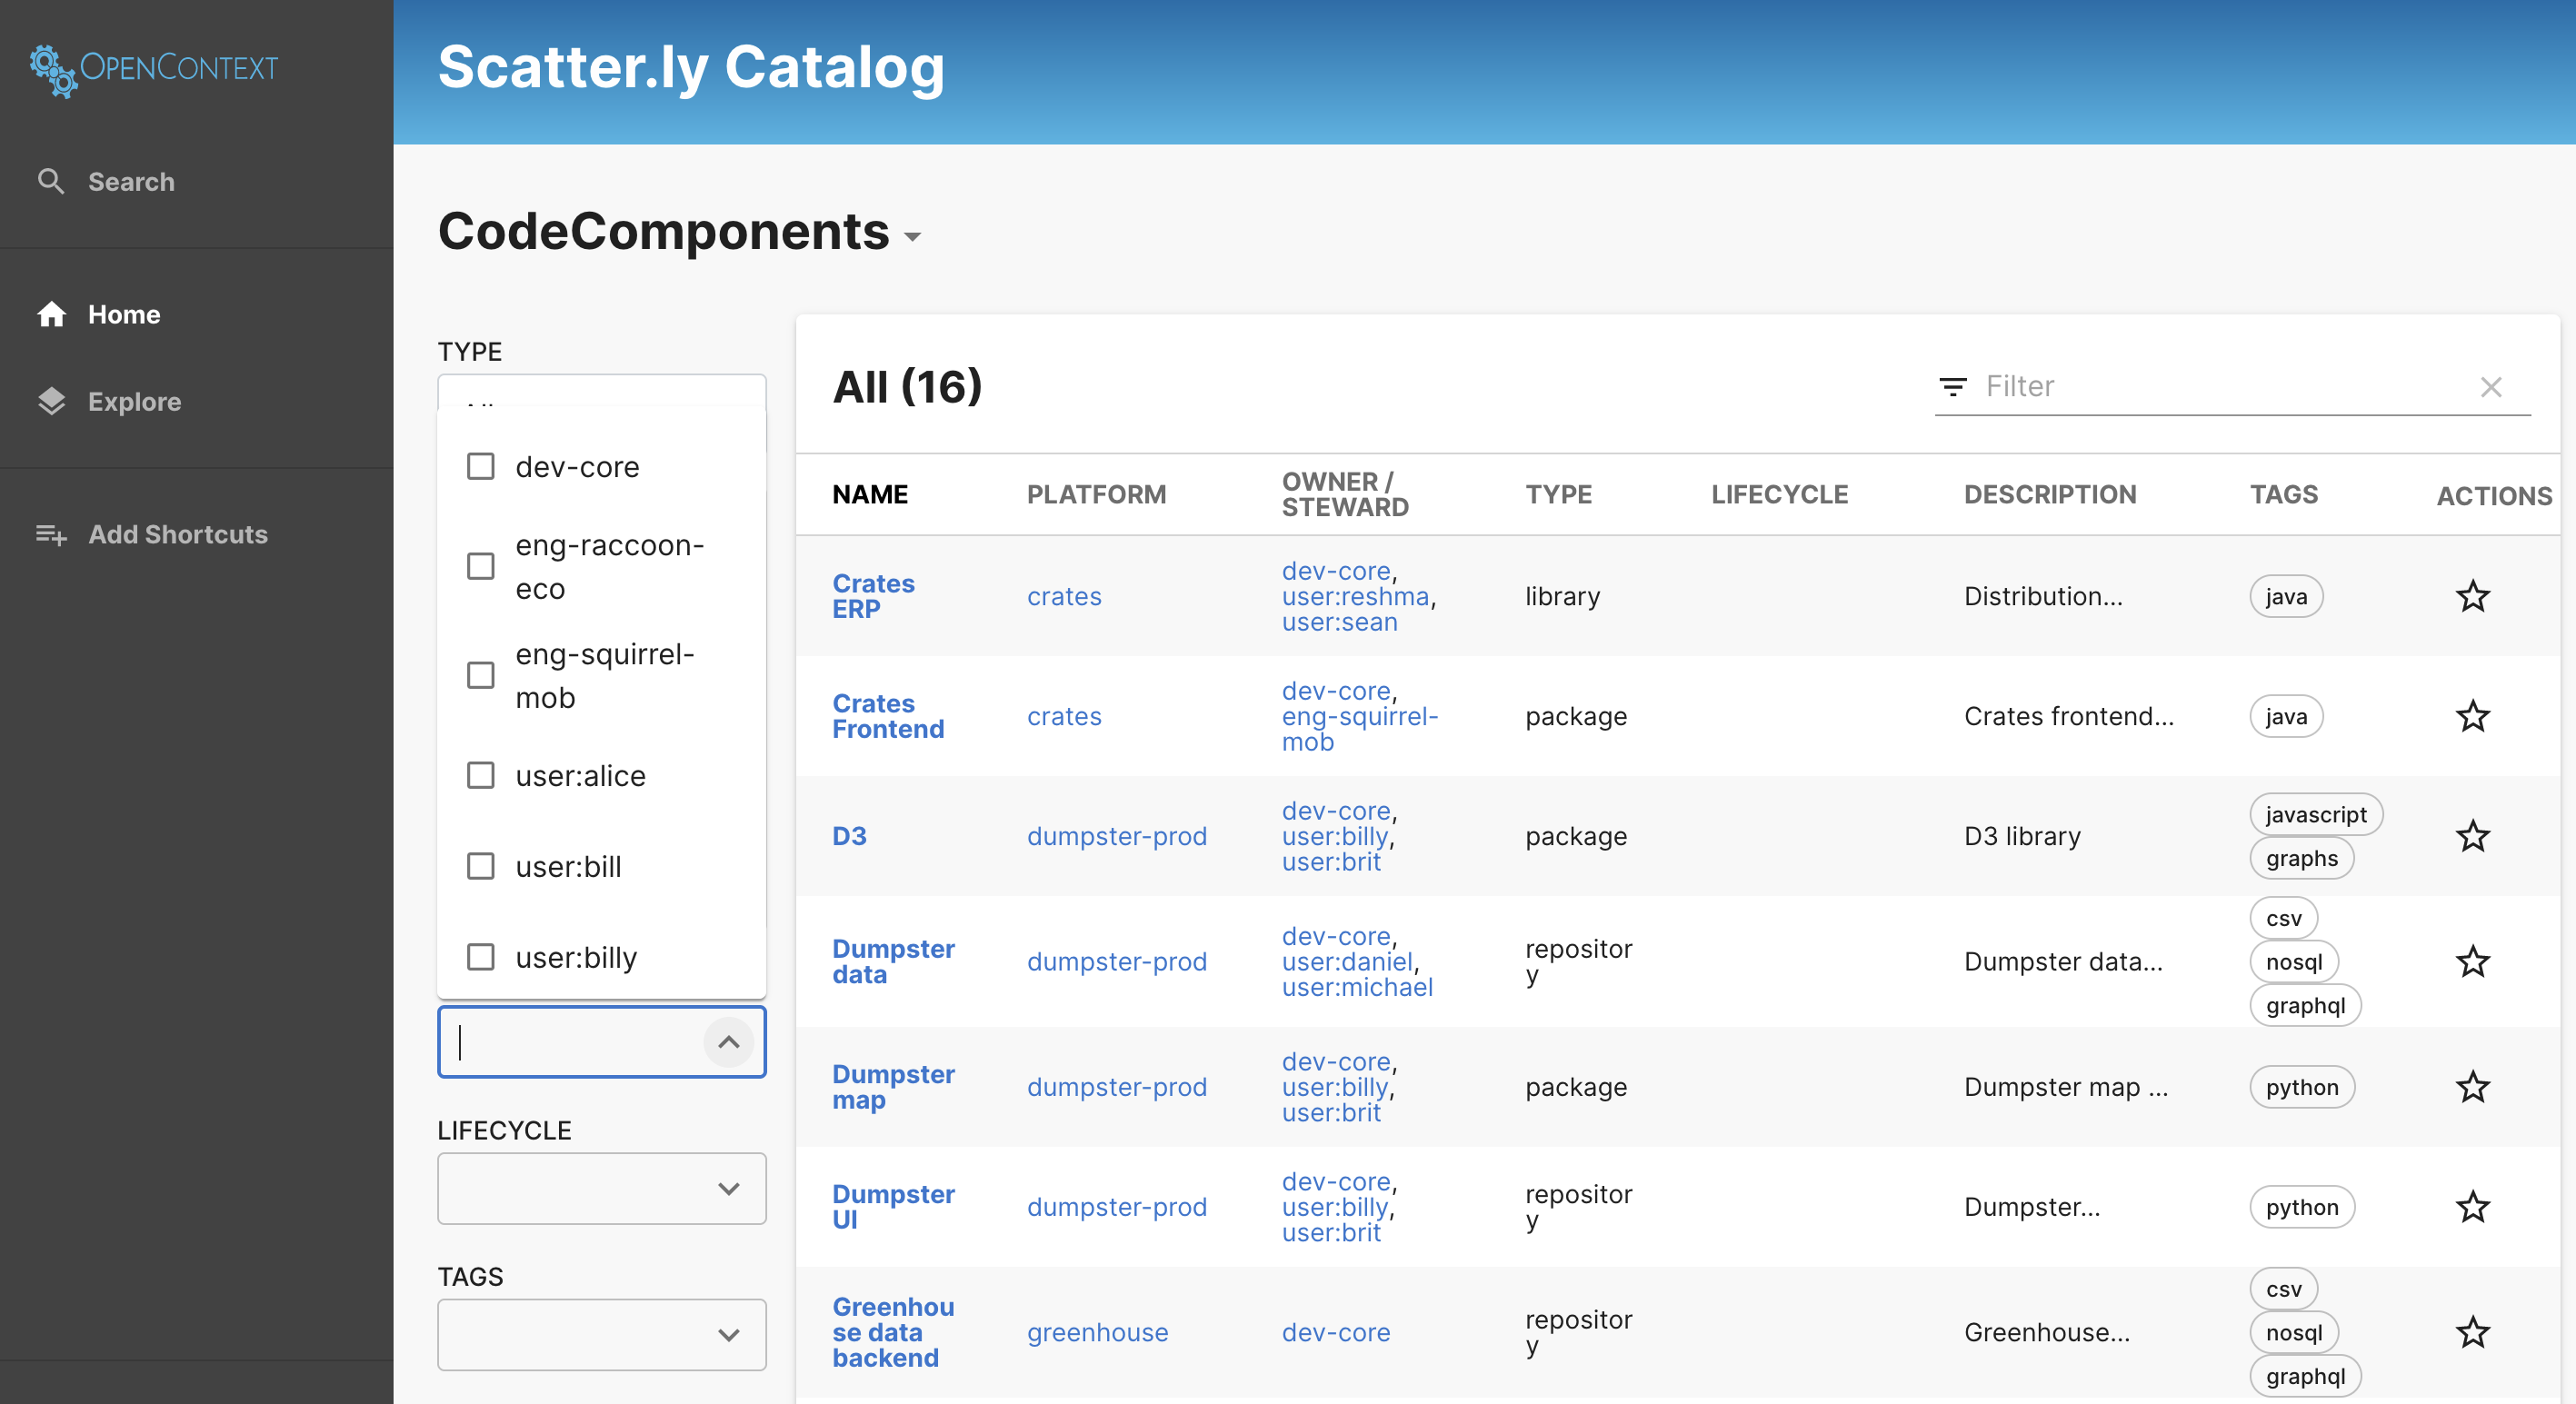 OPENCONTEXT
Search
Home
Explore
Add Shortcuts
Scatter.ly Catalog
CodeComponents
TYPE
dev-core
eng-raccoon-
eco
eng-squirrel-
mob
user:alice
user:bill
user:billy
LIFECYCLE
TAGS
All (16)
Filter
NAME PLATFORM OWNER / STEWARD TYPE LIFECYCLE DESCRIPTION TAGS ACTIONS
Crates
ERP
crates
dev-core,
user:reshma,
user:sean
library
Distribution...
java
Crates
Frontend
crates
dev-core,
eng-squirrel-
mob
package
Crates frontend...
java
D3
dumpster-prod
dev-core,
user:billy,
user:brit
package
D3 library
javascript
graphs
Dumpster
data
dumpster-prod
dev-core,
user:daniel,
user:michael
repositor
y
Dumpster data...
csv
nosql
graphql
Dumpster
map
dumpster-prod
dev-core,
user:billy,
user:brit
package
Dumpster map ...
python
Dumpster
UI
dumpster-prod
dev-core,
user:billy,
user:brit
repositor
y
Dumpster...
python
Greenhou
se data
backend
greenhouse
dev-core
repositor
y
Greenhouse...
csv
nosql
graphql